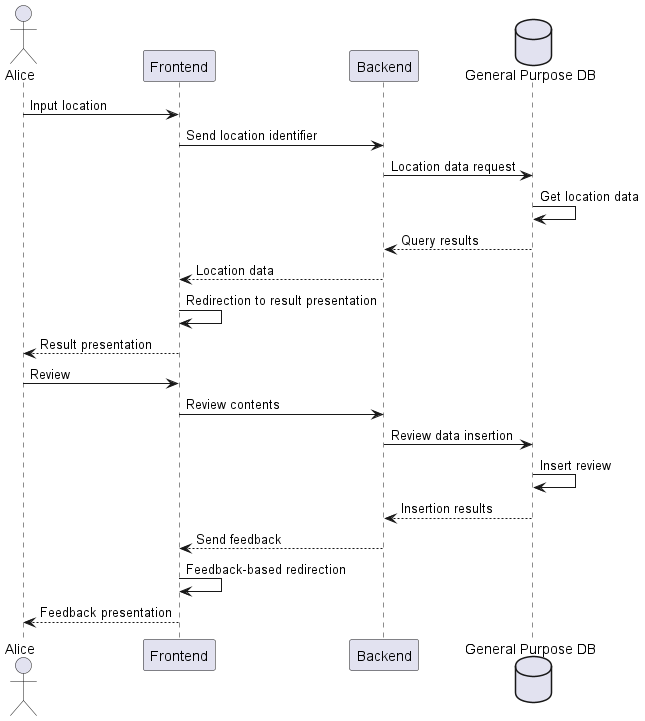 Alice
Frontend
Backend
General Purpose DB
Input location
Send location identifier
Location data request
Get location data
Query results
Location data
Redirection to result presentation
Result presentation
Review
Review contents
Review data insertion
Insert review
Insertion results
Send feedback
Feedback-based redirection
Feedback presentation
Alice
Frontend
Backend
General Purpose DB